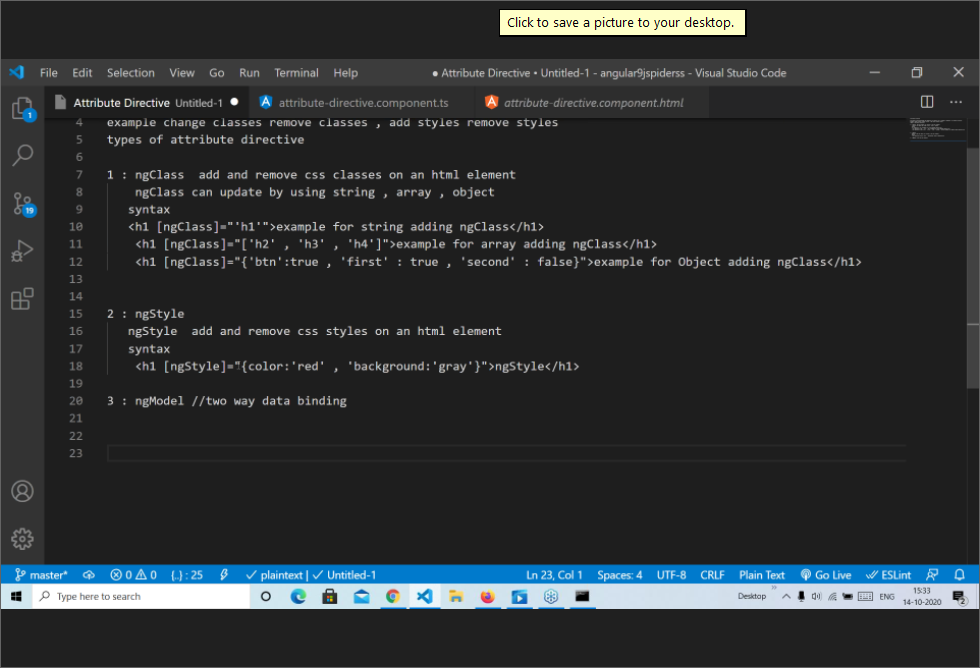 Click to save a picture to your desktop.
File Edit Selection View Go Run Terminal Help ● Attribute Directive • Untitled-1 - angular9jspiderss - Visual Studio Code
Attribute Directive Untitled-1 ● attribute-directive.component.ts attribute-directive.component.html
1
19
4 example change classes remove classes , add styles remove styles
5 types of attribute directive
6
7 1 : ngClass  add and remove css classes on an html element
8 ngClass can update by using string , array , object
9 syntax
10 <h1 [ngClass]="'h1'">example for string adding ngClass</h1>
11 <h1 [ngClass]="['h2' , 'h3' , 'h4']">example for array adding ngClass</h1>
12 <h1 [ngClass]="{'btn':true , 'first' : true , 'second' : false}">example for Object adding ngClass</h1>
13
14
15 2 : ngStyle
16 ngStyle  add and remove css styles on an html element
17 syntax
18 <h1 [ngStyle]="{color:'red' , 'background:'gray'}">ngStyle</h1>
19
20 3 : ngModel //two way data binding
21
22
23
master* 0 0 {..} : 25 plaintext | Untitled-1 Ln 23, Col 1 Spaces: 4 UTF-8 CRLF Plain Text Go Live ESLint
Type here to search Desktop ENG 15:33
14-10-2020 2